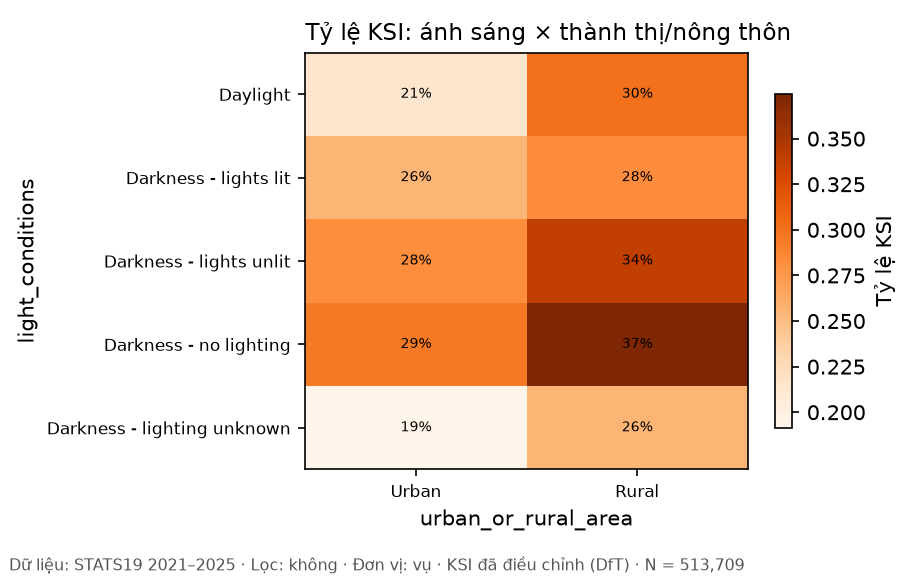 Tỷ lệ KSI: ánh sáng × thành thị/nông thôn
light_conditions
Daylight 21% 30%
Darkness - lights lit 26% 28%
Darkness - lights unlit 28% 34%
Darkness - no lighting 29% 37%
Darkness - lighting unknown 19% 26%
Urban Rural
urban_or_rural_area
0.350
0.325
0.300
0.275
0.250
0.225
0.200
Tỷ lệ KSI
Dữ liệu: STATS19 2021–2025 · Lọc: không · Đơn vị: vụ · KSI đã điều chỉnh (DfT) · N = 513,709